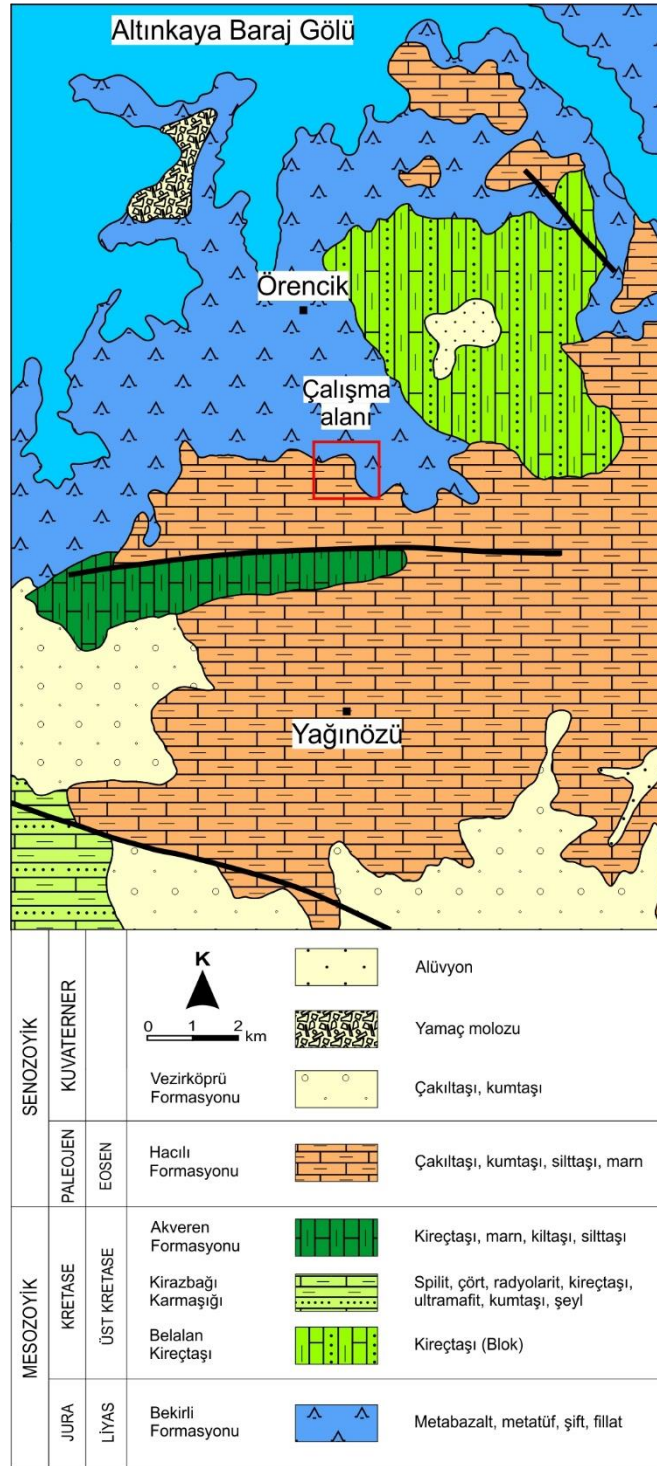 Altınkaya Baraj Gölü
Örencik
Çalışma
alanı
Yağınözü
SENOZOYİK
KUVATERNER
K
0 1 2 km
Alüvyon
Yamaç molozu
Vezirköprü
Formasyonu
Çakıltaşı, kumtaşı
PALEOJEN
EOSEN
Hacılı
Formasyonu
Çakıltaşı, kumtaşı, silttaşı, marn
MESOZOYİK
KRETASE
ÜST KRETASE
Akveren
Formasyonu
Kireçtaşı, marn, kiltaşı, silttaşı
Kirazbağı
Karmaşığı
Spilit, çört, radyolarit, kireçtaşı,
ultramafit, kumtaşı, şeyl
Belalan
Kireçtaşı
Kireçtaşı (Blok)
JURA
LİYAS
Bekirli
Formasyonu
Metabazalt, metatüf, şift, fillat